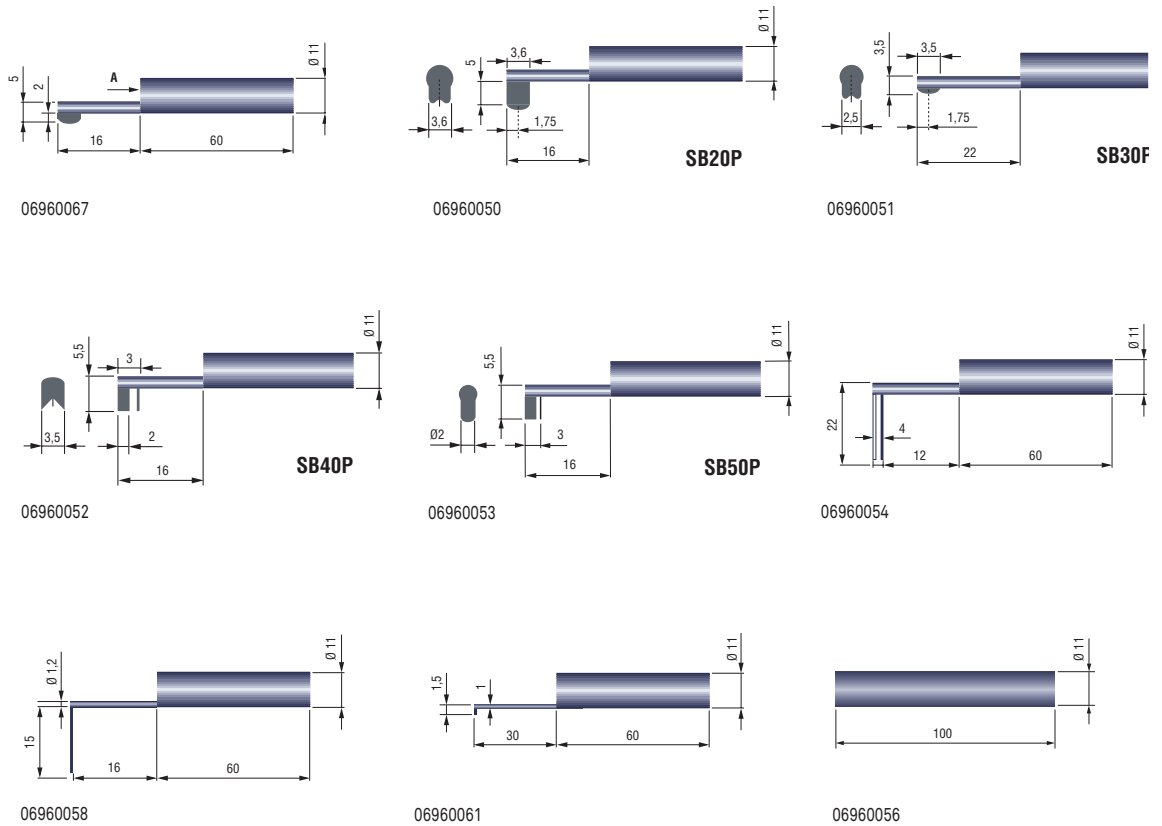 5
2
A
Ø 11
16
60
06960067
3,6
5
Ø 11
3,6
1,75
16
SB20P
06960050
3,5
3,5
2,5
1,75
22
SB30P
06960051
5,5
3
Ø 11
3,5
2
16
SB40P
06960052
5,5
Ø 11
Ø2
3
16
SB50P
06960053
22
4
Ø 11
12
60
06960054
Ø 1,2
Ø 11
15
16
60
06960058
1,5
1
Ø 11
30
60
06960061
Ø 11
100
06960056